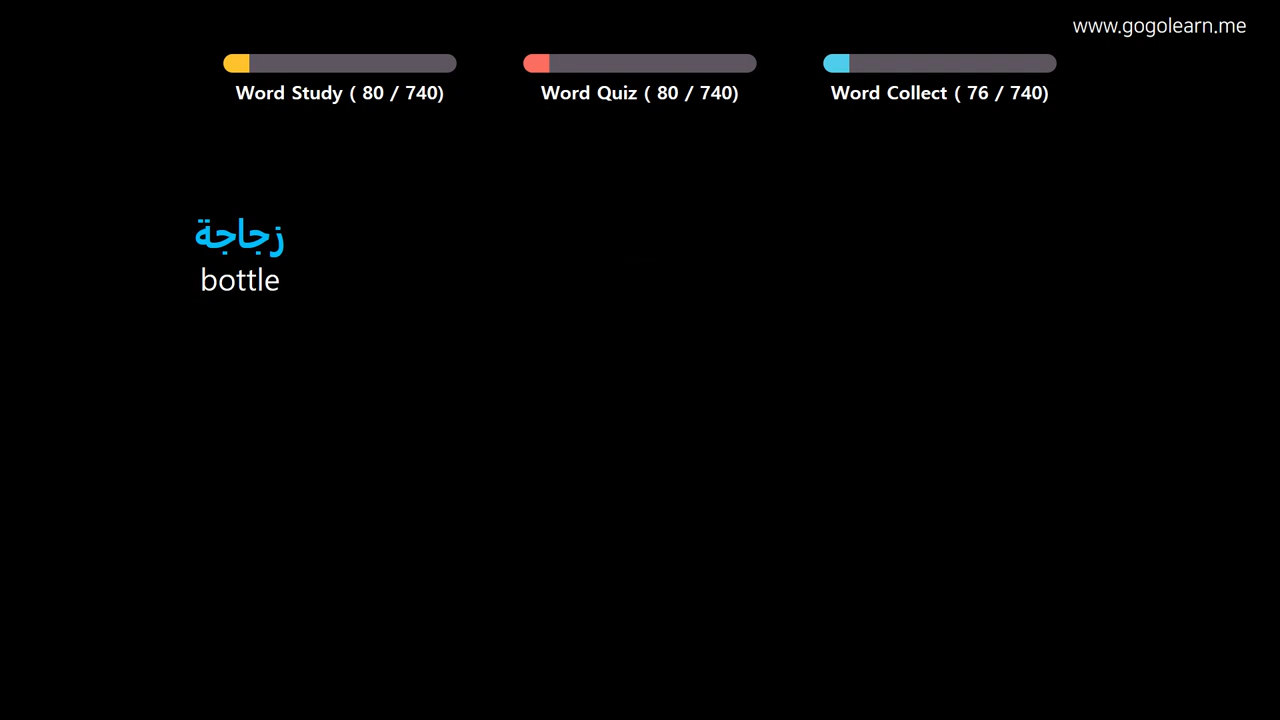 www.gogolearn.me
Word Study ( 80 / 740)
Word Quiz ( 80 / 740)
Word Collect ( 76 / 740)
زجاجة
bottle